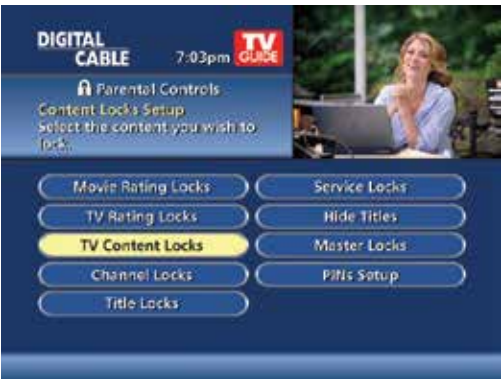 DIGITAL
CABLE 7:03pm TV
GUIDE
Parental Controls
Content Locks Setup
Select the content you wish to
lock.
Movie Rating Locks
Service Locks
TV Rating Locks
Hide Titles
TV Content Locks
Master Locks
Channel Locks
PINs Setup
Title Locks